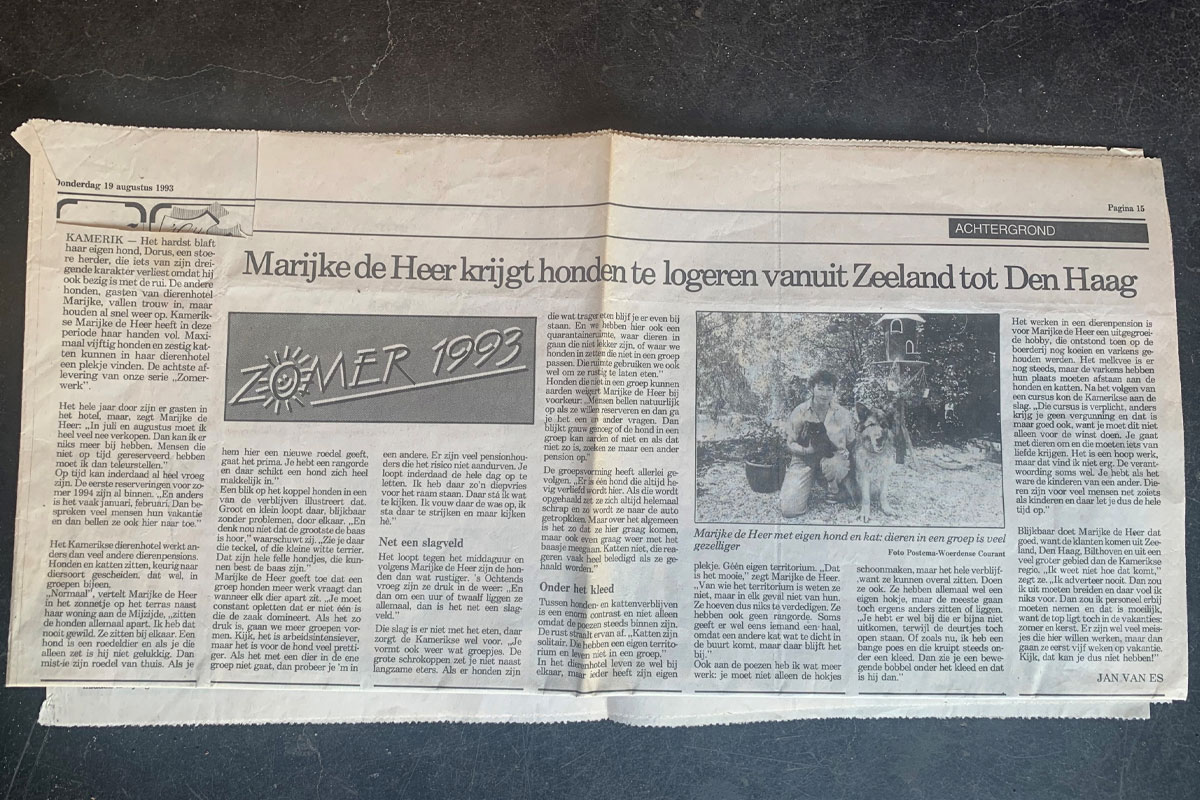 Donderdag 19 augustus 1993
Pagina 15
ACHTERGROND
Marijke de Heer krijgt honden te logeren vanuit Zeeland tot Den Haag
KAMERIK — Het hardst blaft
haar eigen hond, Dorus, een stoe-
re herder, die iets van zijn drei-
gende karakter verliest omdat hij
ook bezig is met de rui. De andere
honden, gasten van dierenhotel
Marijke, vallen trouw in, maar
houden al snel weer op. Kamerik-
se Marijke de Heer heeft in deze
periode haar handen vol. Maxi-
maal vijftig honden en zestig kat-
ten kunnen in haar dierenhotel
een plekje vinden. De achtste af-
levering van onze serie „Zomer-
werk”.
Het hele jaar door zijn er gasten in
het hotel, maar, zegt Marijke de
Heer: „In juli en augustus moet ik
heel veel nee verkopen. Dan kan ik er
niks meer bij hebben. Mensen die
niet op tijd gereserveerd hebben
moet ik dan teleurstellen.”
Op tijd kan inderdaad al heel vroeg
zijn. De eerste reserveringen voor zo-
mer 1994 zijn al binnen. „En anders
is het vaak januari, februari. Dan be-
spreken veel mensen hun vakantie
en dan bellen ze ook hier naar toe.”
Het Kamerikse dierenhotel werkt an-
ders dan veel andere dierenpensions.
Honden en katten zitten, keurig naar
diersoort gescheiden, dat wel, in
groepen bijeen.
„Normaal”, vertelt Marijke de Heer
in het zonnetje op het terras naast
haar woning aan de Mijzijde, „zitten
de honden allemaal apart. Ik heb dat
nooit gewild. Ze zitten bij elkaar. Een
hond is een roedeldier en als je die
alleen zet is hij niet gelukkig. Dan
mist-ie zijn roedel van thuis. Als je
ZOMER 1993
hem hier een nieuwe roedel geeft,
gaat het prima. Je hebt een rangorde
en daar schikt een hond zich heel
makkelijk in.”
Een blik op het koppel honden in een
van de verblijven illustreert dat.
Groot en klein loopt daar, blijkbaar
zonder problemen, door elkaar. „En
denk nou niet dat de grootste de baas
is hoor,” waarschuwt zij. „Zie je daar
die teckel, of die kleine witte terrier.
Dat zijn hele felle hondjes, die kun-
nen best de baas zijn.”
Marijke de Heer geeft toe dat een
groep honden meer werk vraagt dan
wanneer elk dier apart zit. „Je moet
constant opletten dat er niet één is
die de zaak domineert. Als het zo
druk is, gaan we meer groepen vor-
men. Kijk, het is arbeidsintensiever,
maar het is voor de hond veel pretti-
ger. Als het met een dier in de ene
groep niet gaat, dan probeer je 'm in
een andere. Er zijn veel pensionhou-
ders die het risico niet aandurven. Je
loopt inderdaad de hele dag op te
letten. Ik heb daar zo'n diepvries
voor het raam staan. Daar stá ik wat
te kijken. Ik vouw daar de was op, ik
sta daar te strijken en maar kijken
hè.”
Net een slagveld
Het loopt tegen het middaguur en
volgens Marijke de Heer zijn de hon-
den dan wat rustiger. 's Ochtends
vroeg zijn ze druk in de weer: „En
dan om een uur of twaalf liggen ze
allemaal, dan is het net een slag-
veld.”
Die slag is er niet met het eten, daar
zorgt de Kamerikse wel voor. „Je
vormt ook weer wat groepjes. De
grote schrokoppen zet je niet naast
langzame eters. Als er honden zijn
die wat trager eten blijf je er even bij
staan. En we hebben hier ook een
quarantaineruimte, waar dieren in
gaan die niet lekker zijn, of waar we
honden in zetten die niet in een groep
passen. Die ruimte gebruiken we ook
wel om ze rustig te laten eten.”
Honden die niet in een groep kunnen
aarden weigert Marijke de Heer bij
voorkeur: „Mensen bellen natuurlijk
op als ze willen reserveren en dan ga
je het een en ander vragen. Dan
blijkt gauw genoeg of de hond in een
groep kan aarden of niet en als dat
niet zo is, zoeken ze maar een ander
pension op.”
De groepsvorming heeft allerlei ge-
volgen. „Er is één hond die altijd he-
vig verliefd wordt hier. Als die wordt
opgehaald zet ze zich altijd helemaal
schrap en zo wordt ze naar de auto
getrokken. Maar over het algemeen
is het zo dat ze hier graag komen,
maar ook even graag weer met het
baasje meegaan. Katten niet, die rea-
geren vaak heel beledigd als ze ge-
haald worden.”
Onder het kleed
Tussen honden- en kattenverblijven
is een enorm contrast en niet alleen
omdat de poezen steeds binnen zijn.
De rust straalt ervan af. „Katten zijn
solitair. Die hebben een eigen territo-
rium en leven niet in een groep.”
In het dierenhotel leven ze wel bij
elkaar, maar ieder heeft zijn eigen
Marijke de Heer met eigen hond en kat: dieren in een groep is veel
gezelliger
Foto Postema-Woerdense Courant
plekje. Géén eigen territorium. „Dat
is het mooie,” zegt Marijke de Heer.
„Van wie het territorium is weten ze
niet, maar in elk geval niet van hun.
Ze hoeven dus niks te verdedigen. Ze
hebben ook geen rangorde. Soms
geeft er wel eens iemand een haal,
omdat een andere kat wat te dicht in
de buurt komt, maar daar blijft het
bij.”
Ook aan de poezen heb ik wat meer
werk: je moet niet alleen de hokjes
schoonmaken, maar het hele verblijf-
,want ze kunnen overal zitten. Doen
ze ook. Ze hebben allemaal wel een
eigen hokje, maar de meeste gaan
toch ergens anders zitten of liggen.
„Je hebt er wel bij die er bijna niet
uitkomen, terwijl de deurtjes toch
open staan. Of zoals nu, ik heb een
bange poes en die kruipt steeds on-
der een kleed. Dan zie je een bewe-
gende bobbel onder het kleed en dat
is hij dan.”
Het werken in een dierenpension is
voor Marijke de Heer een uitgegroei-
de hobby, die ontstond toen op de
boerderij nog koeien en varkens ge-
houden werden. Het melkvee is er
nog steeds, maar de varkens hebben
hun plaats moeten afstaan aan de
honden en katten. Na het volgen van
een cursus kon de Kamerikse aan de
slag. „Die cursus is verplicht, anders
krijg je geen vergunning en dat is
maar goed ook, want je moet dit niet
alleen voor de winst doen. Je gaat
met dieren om en die moeten iets van
liefde krijgen. Het is een hoop werk,
maar dat vind ik niet erg. De verant-
woording soms wel. Je hebt als het
ware de kinderen van een ander. Die-
ren zijn voor veel mensen net zoiets
als kinderen en daar let je dus de hele
tijd op.”
Blijkbaar doet Marijke de Heer dat
goed, want de klanten komen uit Zee-
land, Den Haag, Bilthoven en uit een
veel groter gebied dan de Kamerikse
regio. „Ik weet niet hoe dat komt,”
zegt ze. „Ik adverteer nooit. Dan zou
ik uit moeten breiden en daar voel ik
niks voor. Dan zou ik personeel erbij
moeten nemen en dat is moeilijk,
want de top ligt toch in de vakanties:
zomer en kerst. Er zijn wel veel meis-
jes die hier willen werken, maar dan
gaan ze eerst vijf weken op vakantie.
Kijk, dat kan je dus niet hebben!”
JAN VAN ES